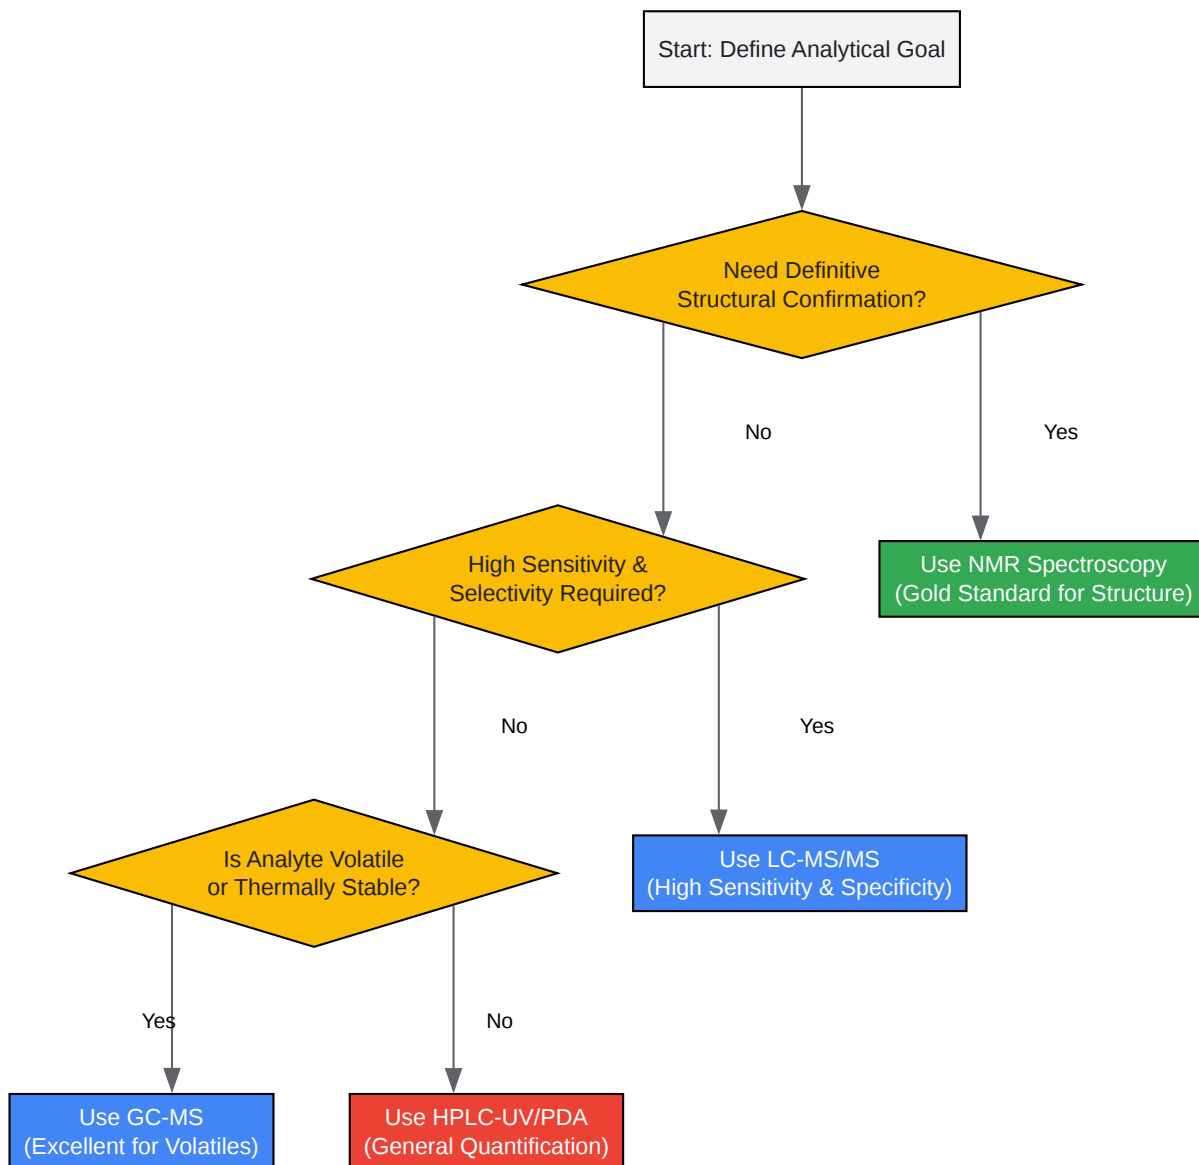 Start: Define Analytical Goal
Need Definitive
Structural Confirmation?
No
Yes
High Sensitivity &
Selectivity Required?
Use NMR Spectroscopy
(Gold Standard for Structure)
No
Yes
Is Analyte Volatile
or Thermally Stable?
Use LC-MS/MS
(High Sensitivity & Specificity)
Yes
No
Use GC-MS
(Excellent for Volatiles)
Use HPLC-UV/PDA
(General Quantification)